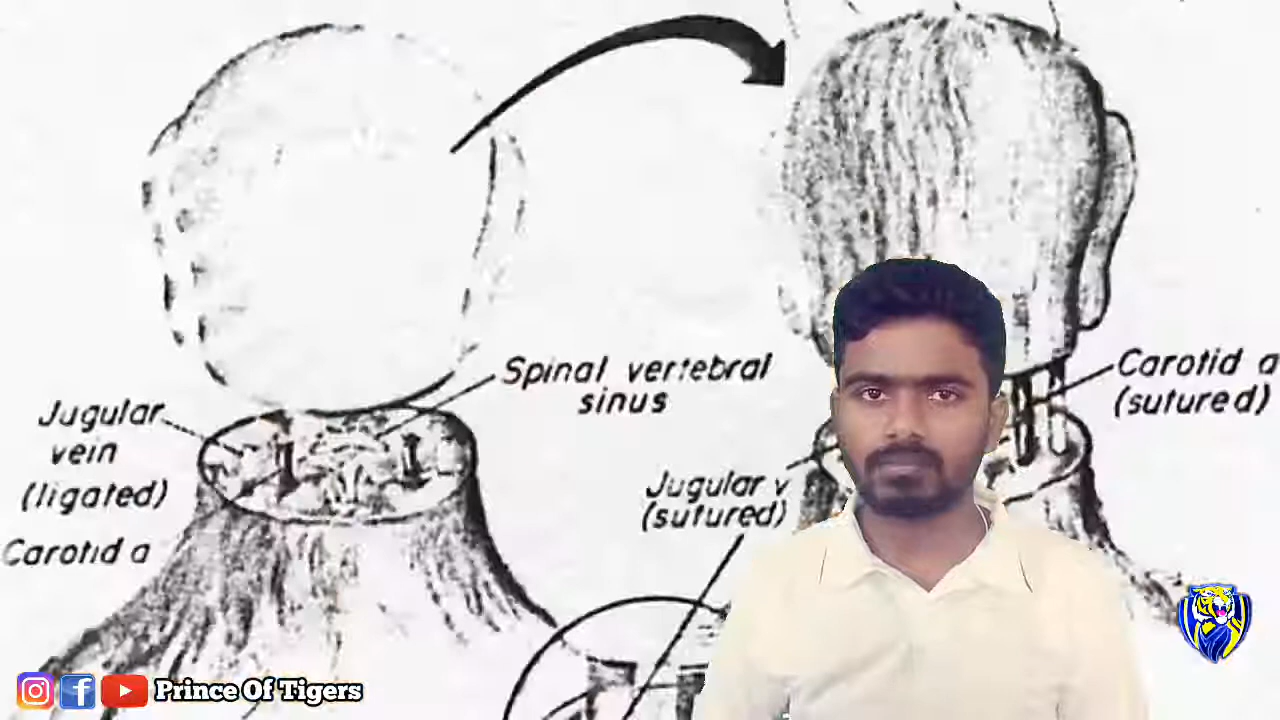 Spinal vertebral
sinus
Jugular
vein
(ligated)
Carotid a
Carotid a
(sutured)
Jugular v
(sutured)
Prince Of Tigers